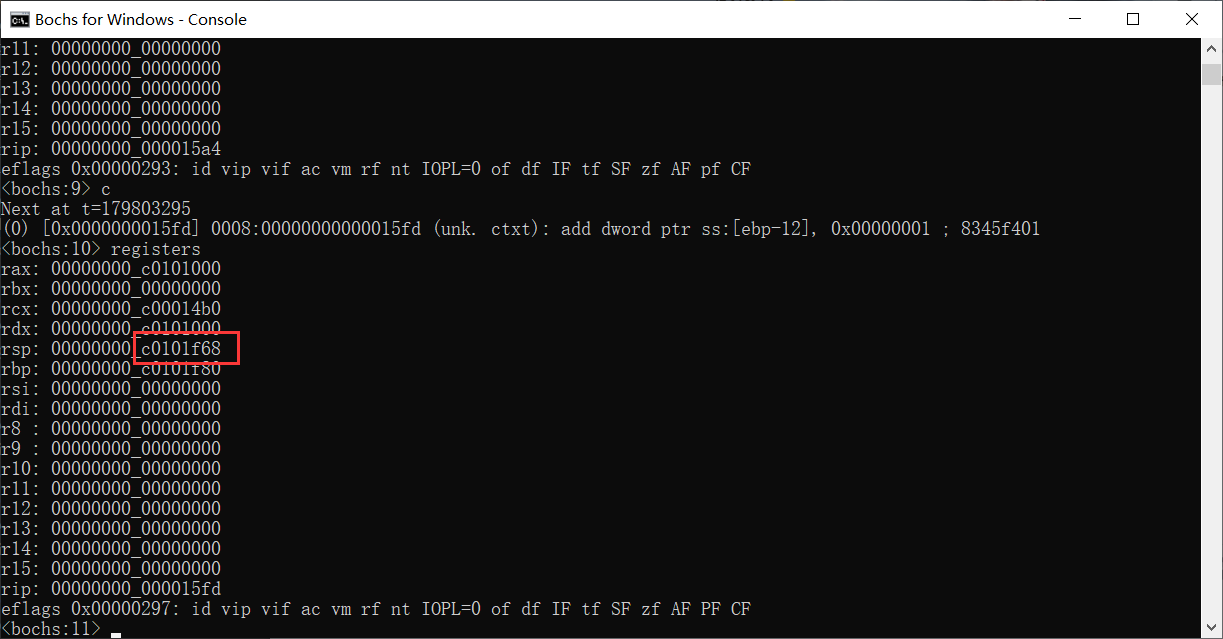 Bochs for Windows - Console
r11: 00000000_00000000
r12: 00000000_00000000
r13: 00000000_00000000
r14: 00000000_00000000
r15: 00000000_00000000
rip: 00000000_000015a4
eflags 0x00000293: id vip vif ac vm rf nt IOPL=0 of df IF tf SF zf AF pf CF
<bochs:9> c
Next at t=179803295
(0) [0x0000000015fd] 0008:00000000000015fd (unk. ctxt): add dword ptr ss:[ebp-12], 0x00000001 ; 8345f401
<bochs:10> registers
rax: 00000000_c0101000
rbx: 00000000_00000000
rcx: 00000000_c00014b0
rdx: 00000000_c0101000
rsp: 00000000_c0101f68
rbp: 00000000_c0101f80
rsi: 00000000_00000000
rdi: 00000000_00000000
r8 : 00000000_00000000
r9 : 00000000_00000000
r10: 00000000_00000000
r11: 00000000_00000000
r12: 00000000_00000000
r13: 00000000_00000000
r14: 00000000_00000000
r15: 00000000_00000000
rip: 00000000_000015fd
eflags 0x00000297: id vip vif ac vm rf nt IOPL=0 of df IF tf SF zf AF PF CF
<bochs:11>